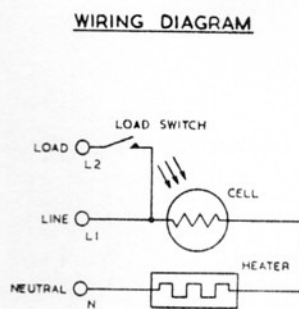 WIRING DIAGRAM
LOAD SWITCH
LOAD
L2
CELL
LINE
L1
HEATER
NEUTRAL
N